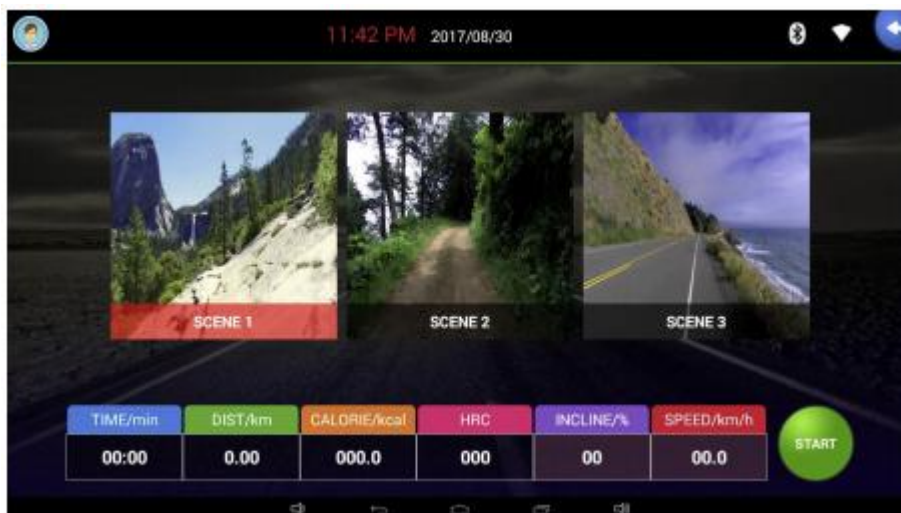 11:42 PM 2017/08/30
SCENE 1 SCENE 2 SCENE 3
TIME/min DIST/km CALORIE/kcal HRC INCLINE/% SPEED/km/h
00:00 0.00 000.0 000 00 00.0
START